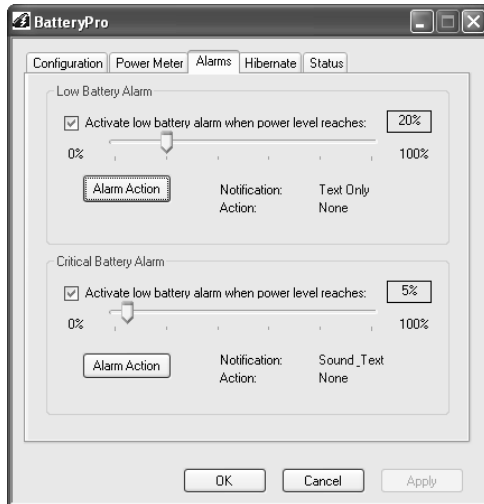 BatteryPro
Configuration Power Meter Alarms Hibernate Status
Low Battery Alarm
Activate low battery alarm when power level reaches: 20%
0% 100%
Alarm Action Notification: Text Only
Action: None
Critical Battery Alarm
Activate low battery alarm when power level reaches: 5%
0% 100%
Alarm Action Notification: Sound_Text
Action: None
OK Cancel Apply